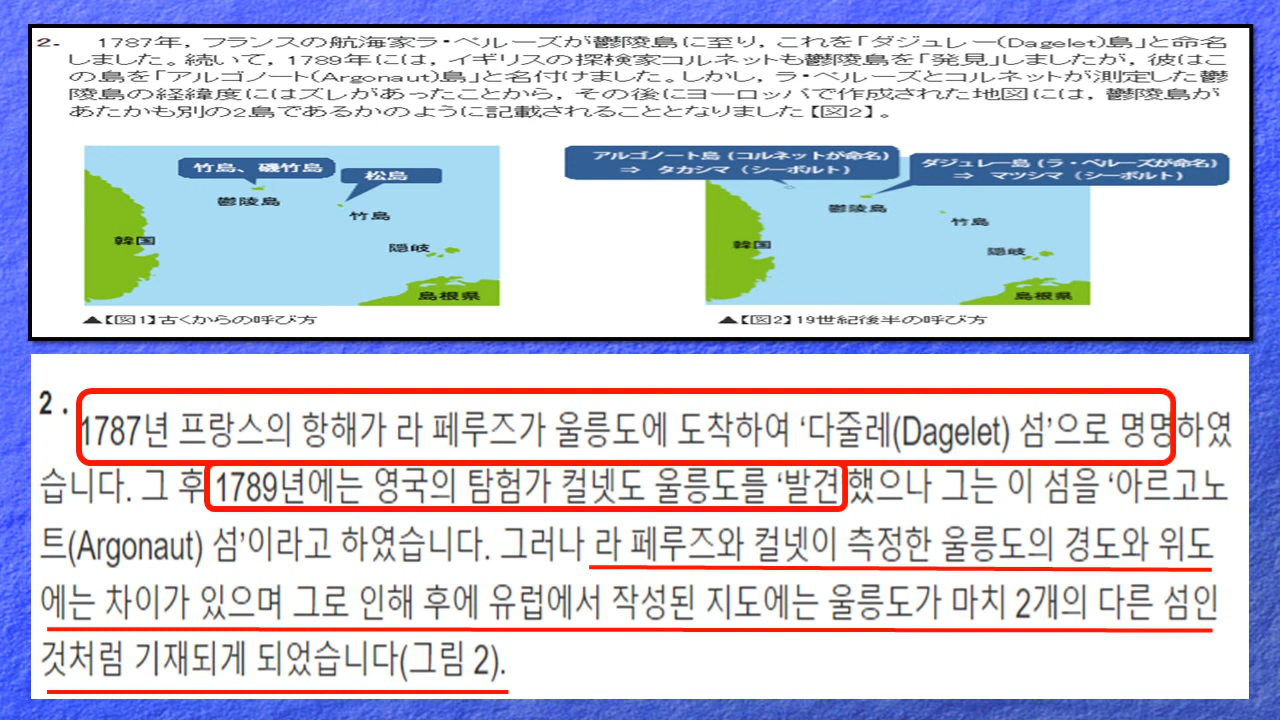 2. 1787年，フランスの航海家ラ・ペルーズが鬱陵島に至り，これを「ダジュレー(Dagelet)島」と命名
しました。続いて，1789年には，イギリスの探検家コルネットも鬱陵島を「発見」しましたが，彼はこ
の島を「アルゴノート(Argonaut)島」と名付けました。しかし，ラ・ペルーズとコルネットが測定した鬱
陵島の経緯度にはズレがあったことから，その後にヨーロッパで作成された地図には，鬱陵島が
あたかも別の2島であるかのように記載されることとなりました【図2】。
竹島、磯竹島
松島
鬱陵島
竹島
韓国
隠岐
島根県
▲【図1】古くからの呼び方
アルゴノート島（コルネットが命名）
⇒ タカシマ（シーボルト）
ダジュレー島（ラ・ペルーズが命名）
⇒ マツシマ（シーボルト）
鬱陵島
竹島
韓国
隠岐
島根県
▲【図2】19世紀後半の呼び方
2. 1787년 프랑스의 항해가 라 페루즈가 울릉도에 도착하여 ‘다줄레(Dagelet) 섬’으로 명명하였
습니다. 그 후 1789년에는 영국의 탐험가 컬넷도 울릉도를 ‘발견했으나 그는 이 섬을 ‘아르고노
트(Argonaut) 섬’이라고 하였습니다. 그러나 라 페루즈와 컬넷이 측정한 울릉도의 경도와 위도
에는 차이가 있으며 그로 인해 후에 유럽에서 작성된 지도에는 울릉도가 마치 2개의 다른 섬인
것처럼 기재되게 되었습니다(그림 2).